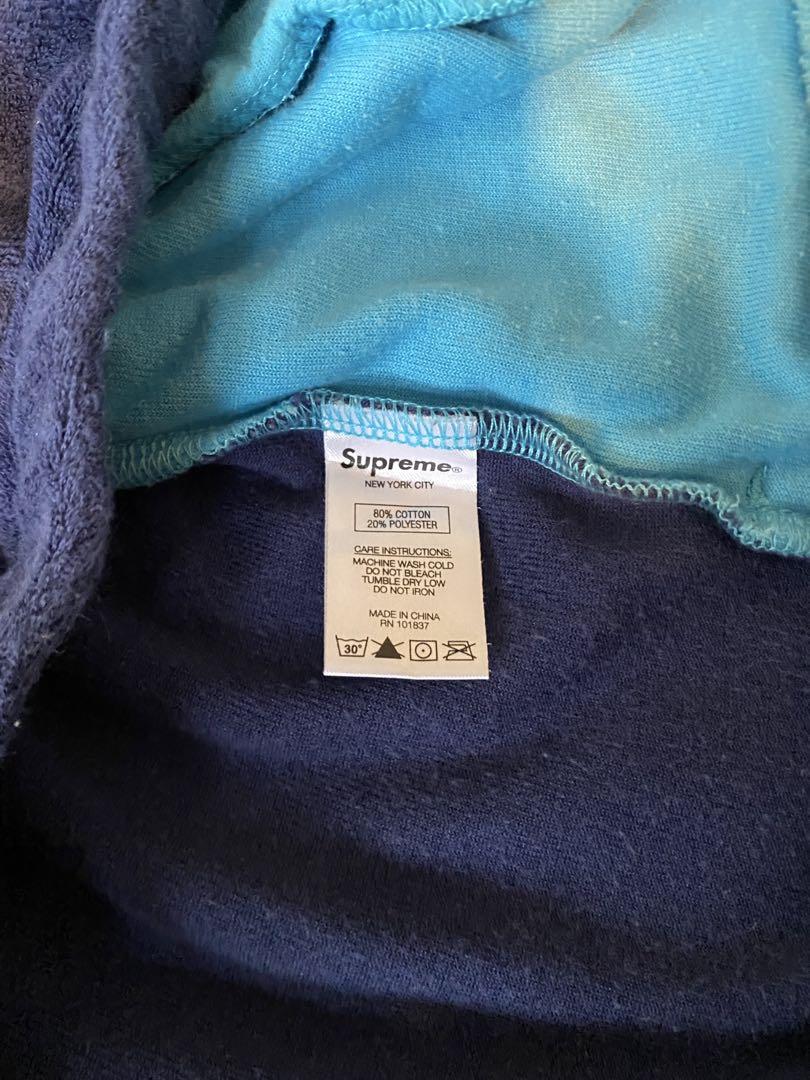 Supreme®
NEW YORK CITY
80% COTTON
20% POLYESTER
CARE INSTRUCTIONS:
MACHINE WASH COLD
DO NOT BLEACH
TUMBLE DRY LOW
DO NOT IRON
MADE IN CHINA
RN 101837
30°